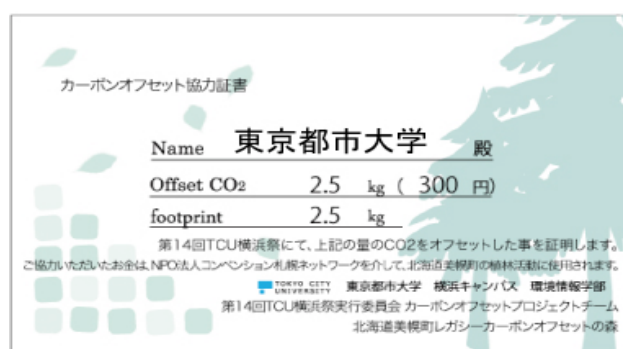 カーボンオフセット協力証書
Name 東京都市大学 殿
Offset CO2 2.5 kg ( 300 円)
footprint 2.5 kg
第14回TCU横浜祭にて、上記の量のCO2をオフセットした事を証明します。
ご協力いただいたお金は、NPO法人コンベンション札幌ネットワークを介して、北海道美幌町の植林活動に使用されます。
TOKYO CITY UNIVERSITY 東京都市大学 横浜キャンパス 環境情報学部
第14回TCU横浜祭実行委員会 カーボンオフセットプロジェクトチーム
北海道美幌町レガシーカーボンオフセットの森